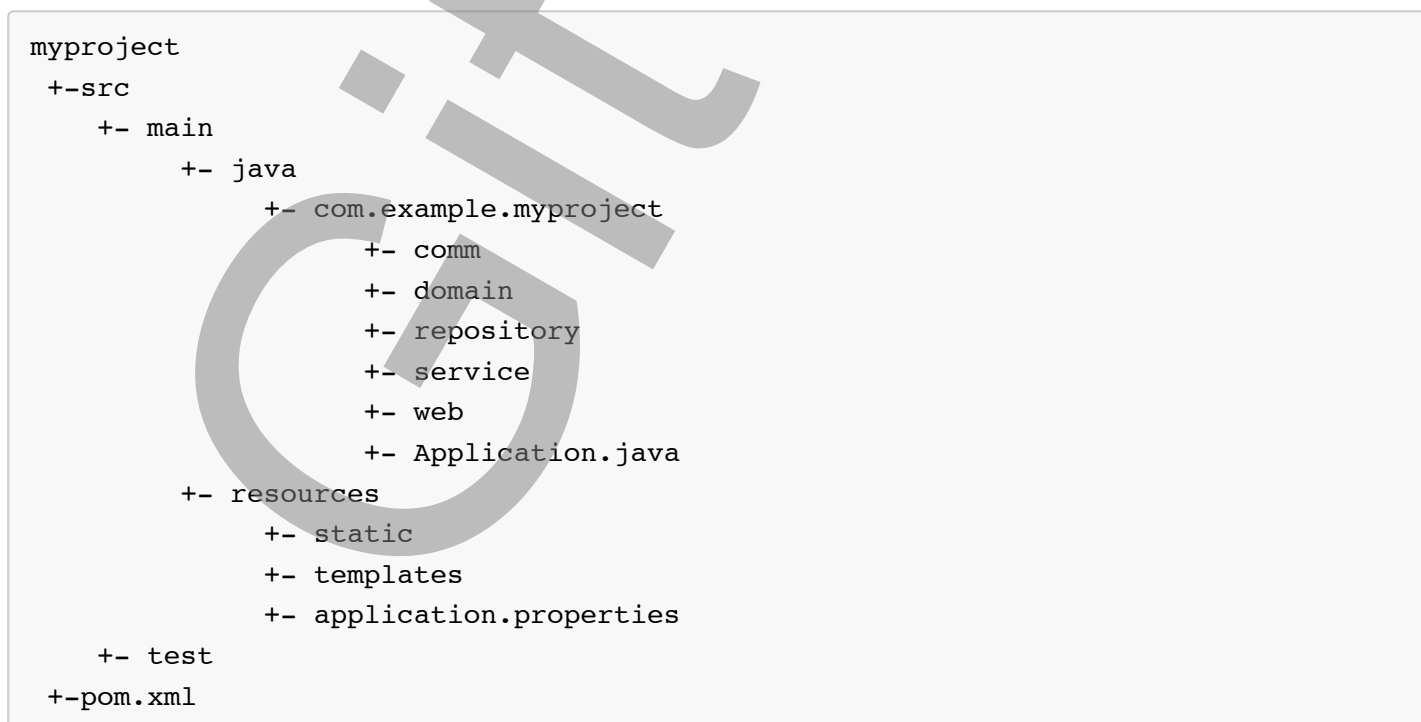 myproject
+-src
+- main
+- java
+- com.example.myproject
+- comm
+- domain
+- repository
+- service
+- web
+- Application.java
+- resources
+- static
+- templates
+- application.properties
+- test
+-pom.xml
Git